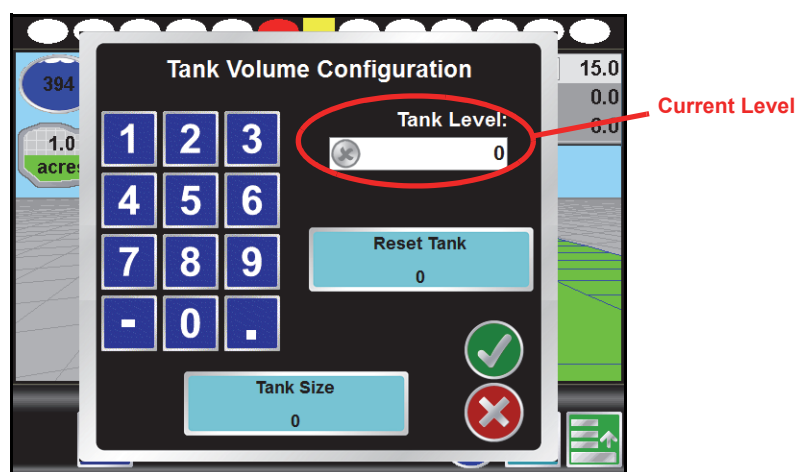 Tank Volume Configuration
394
15.0
0.0
Tank Level:
Current Level
1.0
acres
1 2 3
0
4 5 6
Reset Tank
0
7 8 9
- 0 .
Tank Size
0